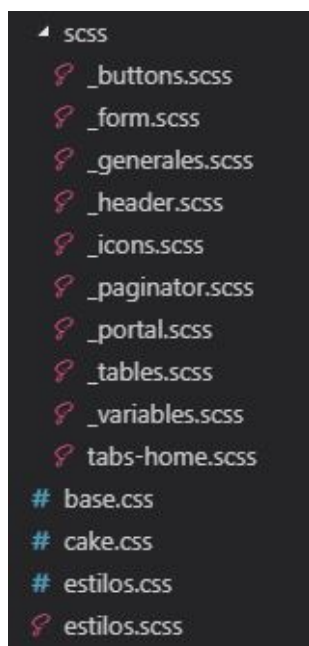 scss
_buttons.scss
_form.scss
_generales.scss
_header.scss
_icons.scss
_paginator.scss
_portal.scss
_tables.scss
_variables.scss
tabs-home.scss
# base.css
# cake.css
# estilos.css
estilos.scss